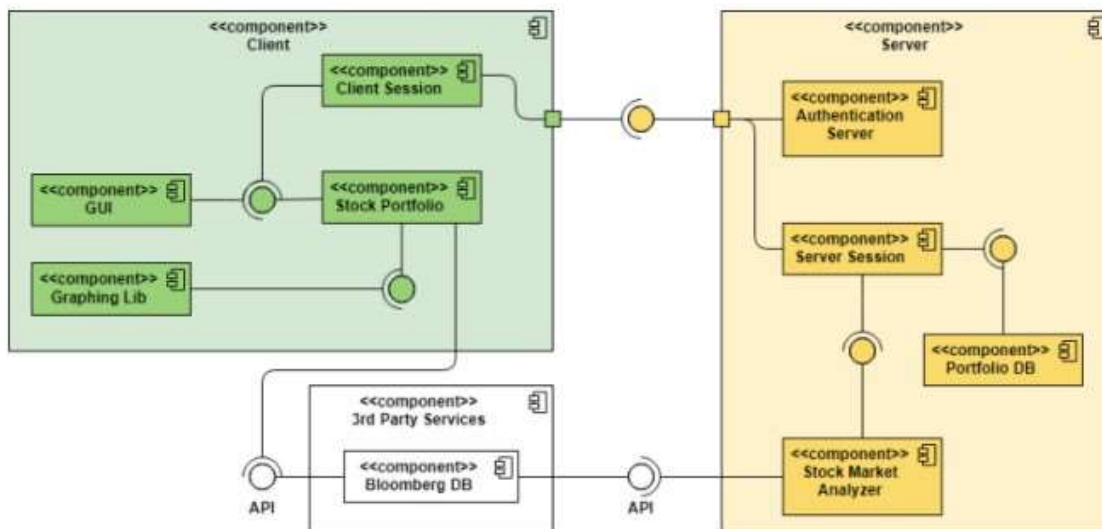 <<component>>
Client
<<component>>
Client Session
<<component>>
GUI
<<component>>
Stock Portfolio
<<component>>
Graphing Lib
<<component>>
Server
<<component>>
Authentication
Server
<<component>>
Server Session
<<component>>
Portfolio DB
<<component>>
3rd Party Services
<<component>>
Bloomberg DB
<<component>>
Stock Market
Analyzer
API
API